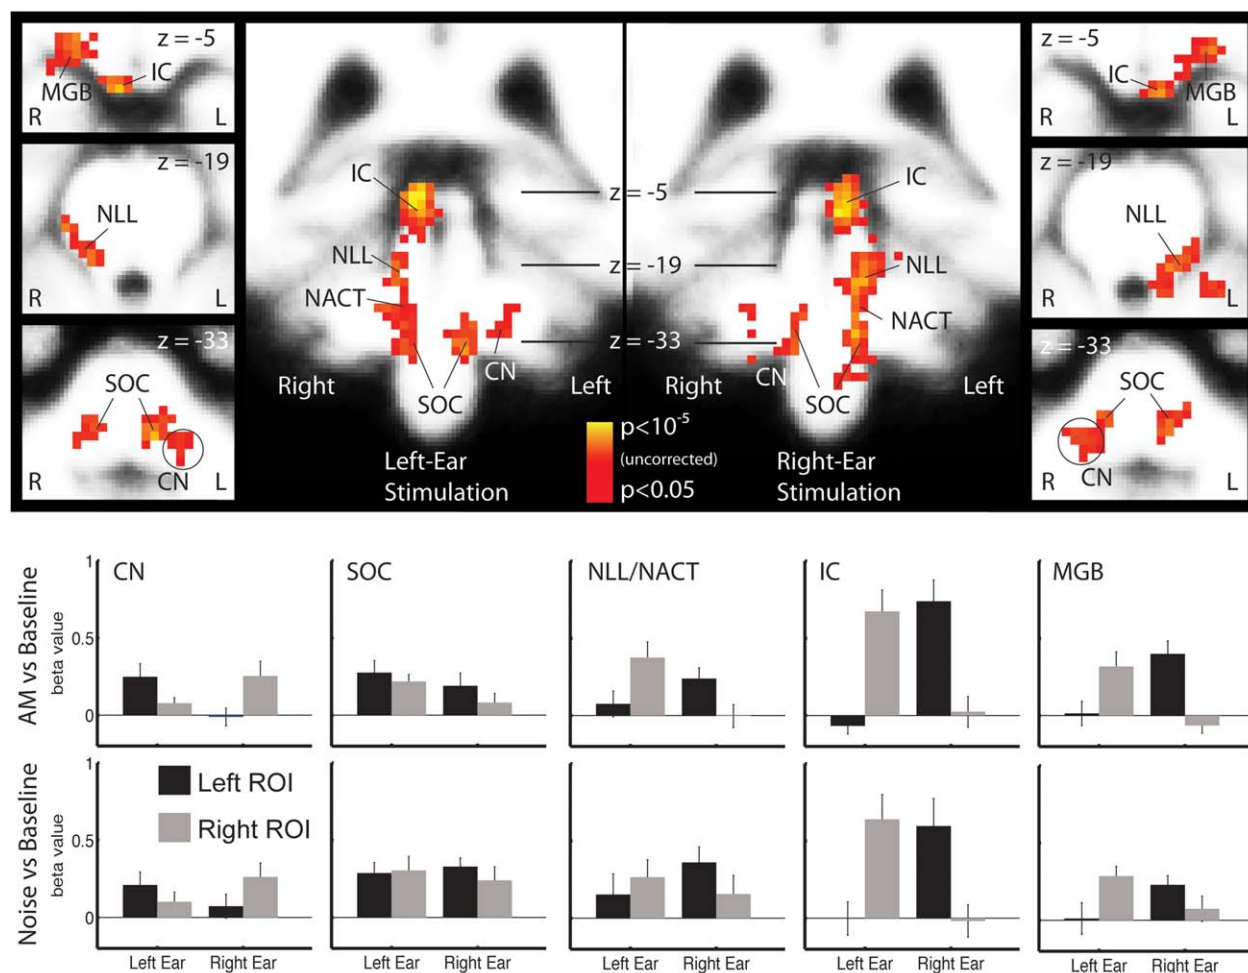 z = -5
MGB
IC
R
L
z = -19
NLL
R
L
z = -33
SOC
R
CN
L
IC
NLL
NACT
SOC
CN
Right
Left
Left-Ear
Stimulation
z = -5
z = -19
z = -33
p<10-5
(uncorrected)
p<0.05
IC
NLL
NACT
CN
SOC
Right
Left
Right-Ear
Stimulation
z = -5
IC
MGB
R
L
z = -19
NLL
R
L
z = -33
SOC
R
CN
L
AM vs Baseline
beta value
1
0.5
0
CN
SOC
NLL/NACT
IC
MGB
Noise vs Baseline
beta value
1
0.5
0
Left ROI
Right ROI
Left Ear Right Ear
Left Ear Right Ear
Left Ear Right Ear
Left Ear Right Ear
Left Ear Right Ear